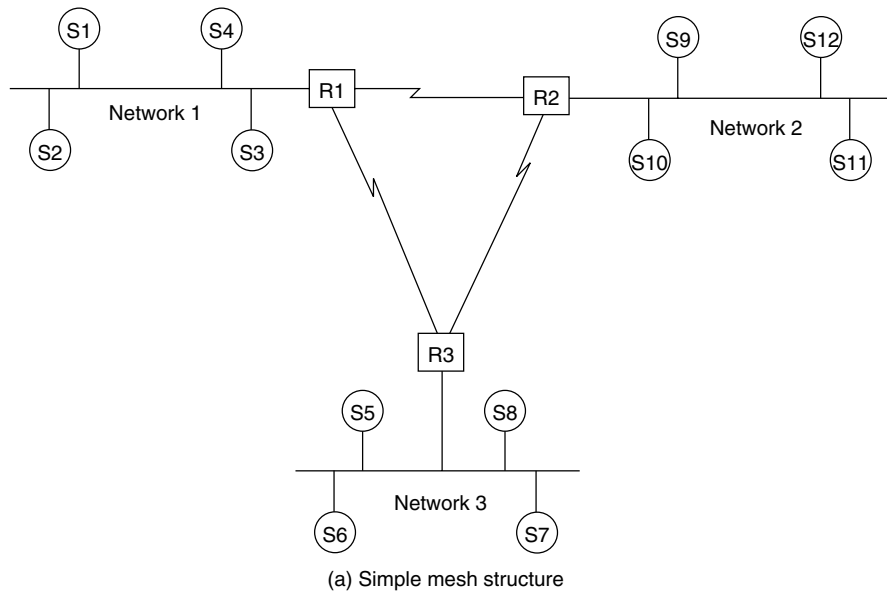 S1
S4
S9
S12
R1
R2
Network 1
Network 2
S2
S3
S10
S11
R3
S5
S8
Network 3
S6
S7
(a) Simple mesh structure